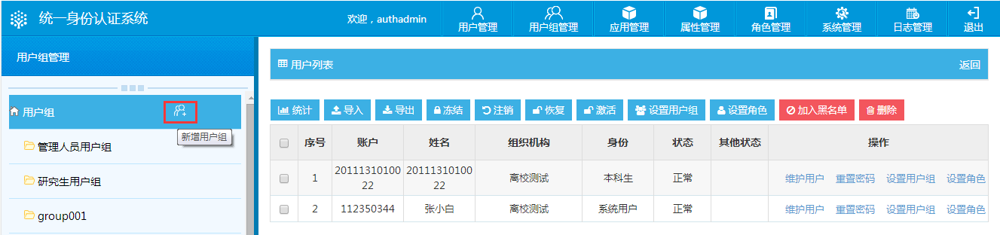 统一身份认证系统
欢迎，authadmin
用户管理
用户组管理
应用管理
属性管理
角色管理
系统管理
日志管理
退出
用户组管理
用户组
新增用户组
管理人员用户组
研究生用户组
group001
用户列表
返回
统计 导入 导出 冻结 注销 恢复 激活 设置用户组 设置角色 加入黑名单 删除
序号 账户 姓名 组织机构 身份 状态 其他状态 操作
1 20111310100 20111310100 离校测试 本科生 正常 维护用户 重置密码 设置用户组 设置角色
22 22
2 112350344 张小白 离校测试 系统用户 正常 维护用户 重置密码 设置用户组 设置角色